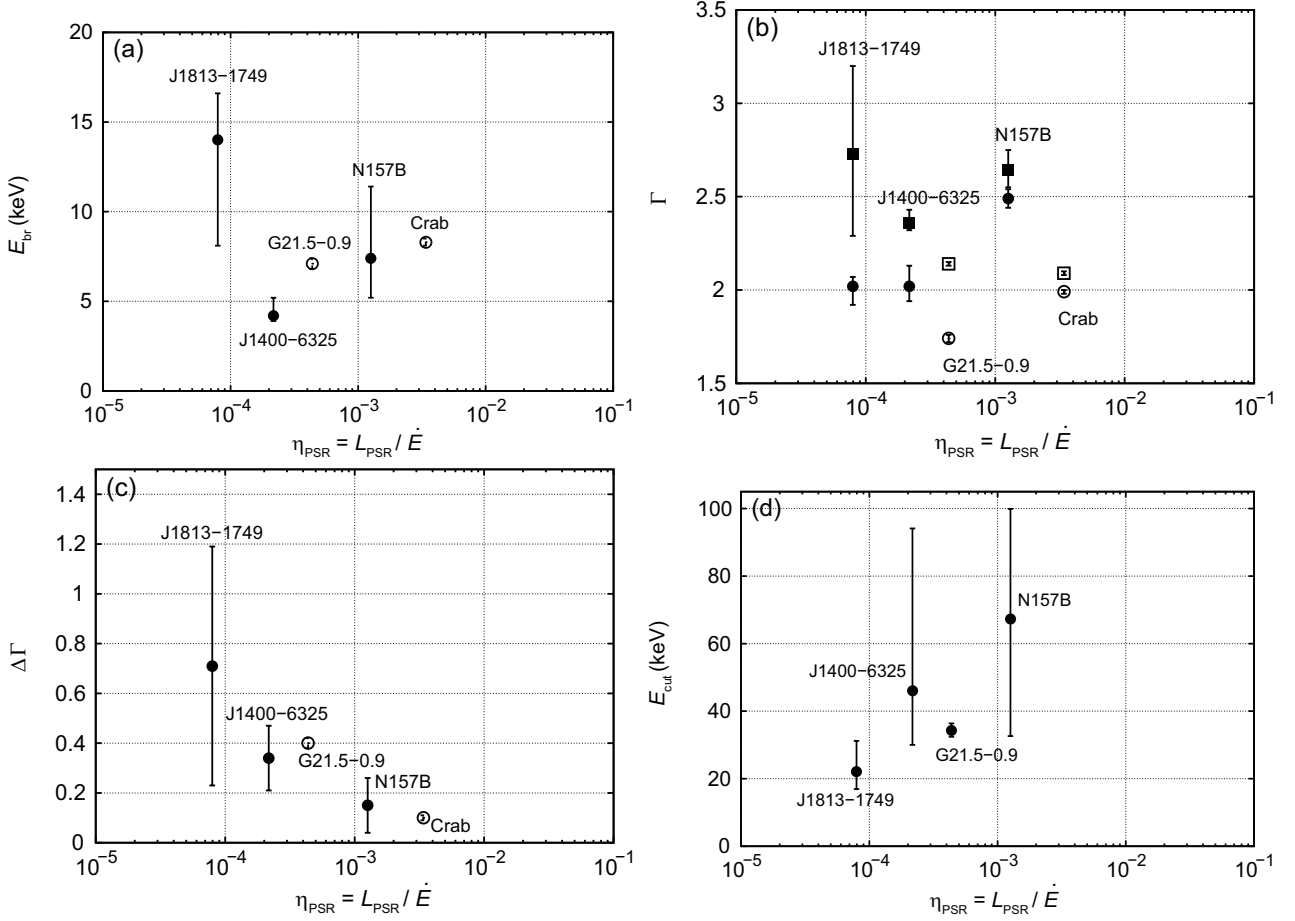 (a)
20
15
10
5
0
E_br (keV)
J1813−1749
N157B
Crab
G21.5−0.9
J1400−6325
10^−5 10^−4 10^−3 10^−2 10^−1
η_PSR = L_PSR / Ė
(b)
3.5
3
2.5
2
1.5
Γ
J1813−1749
N157B
J1400−6325
Crab
G21.5−0.9
10^−5 10^−4 10^−3 10^−2 10^−1
η_PSR = L_PSR / Ė
(c)
1.4
1.2
1
0.8
0.6
0.4
0.2
0
ΔΓ
J1813−1749
J1400−6325
G21.5−0.9
N157B
Crab
10^−5 10^−4 10^−3 10^−2 10^−1
η_PSR = L_PSR / Ė
(d)
100
80
60
40
20
0
E_cut (keV)
N157B
J1400−6325
G21.5−0.9
J1813−1749
10^−5 10^−4 10^−3 10^−2 10^−1
η_PSR = L_PSR / Ė